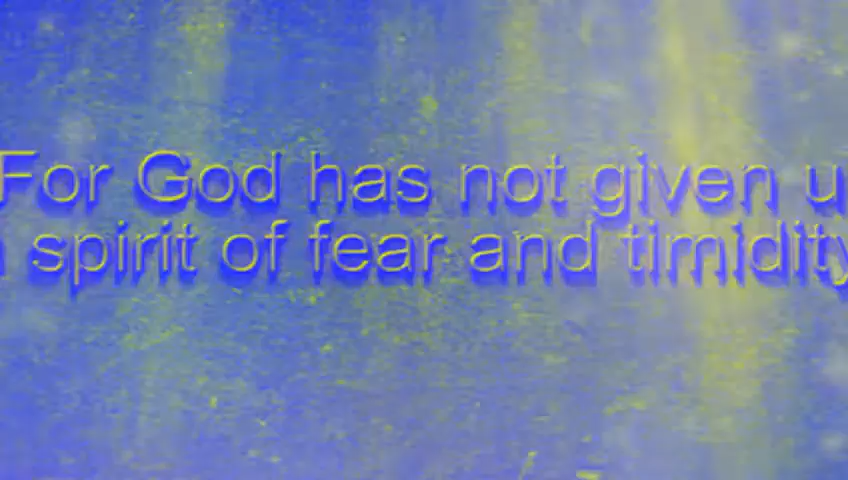 For God has not given u
spirit of fear and timidity